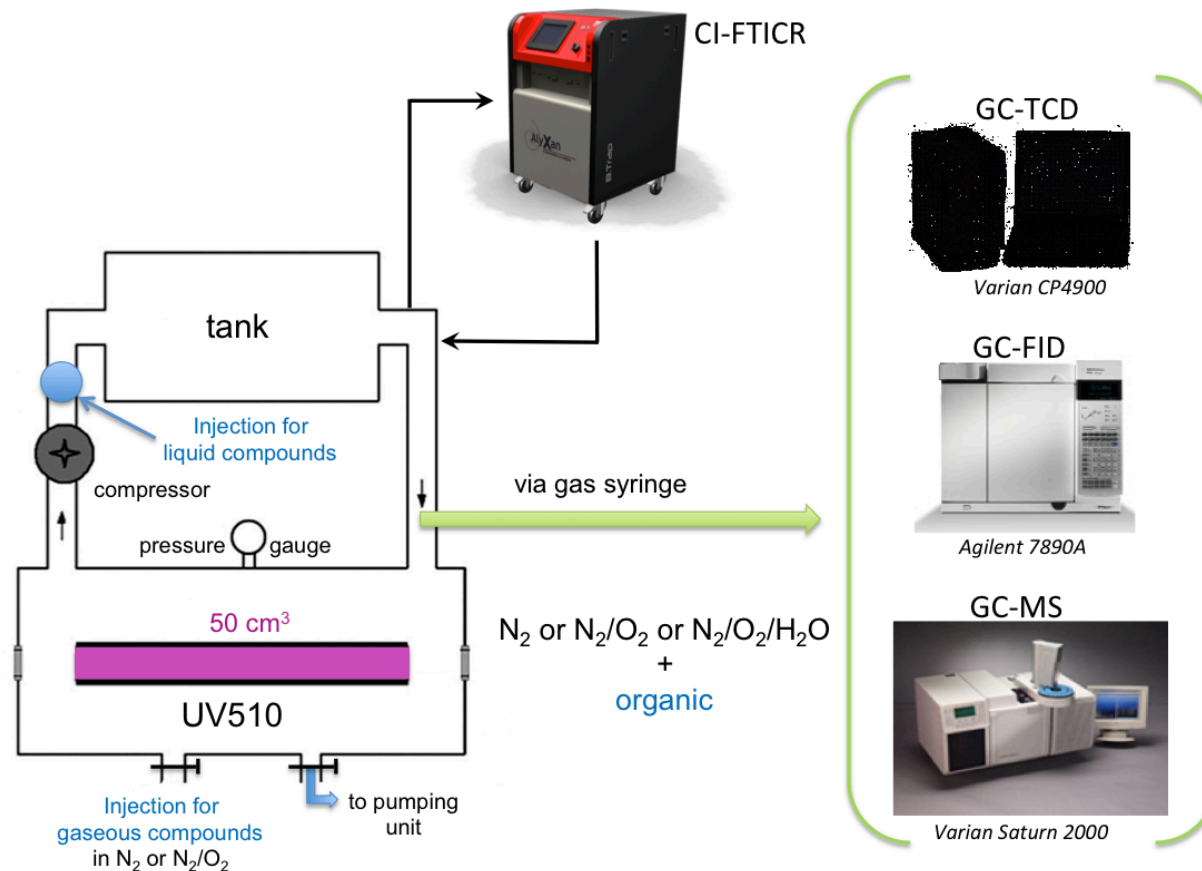 CI-FTICR
AlyXan
B.Trap
GC-TCD
Varian CP4900
tank
GC-FID
Injection for
liquid compounds
compressor
via gas syringe
pressure gauge
Agilent 7890A
50 cm³
N₂ or N₂/O₂ or N₂/O₂/H₂O
+
organic
GC-MS
UV510
Injection for
gaseous compounds
in N₂ or N₂/O₂
to pumping
unit
Varian Saturn 2000